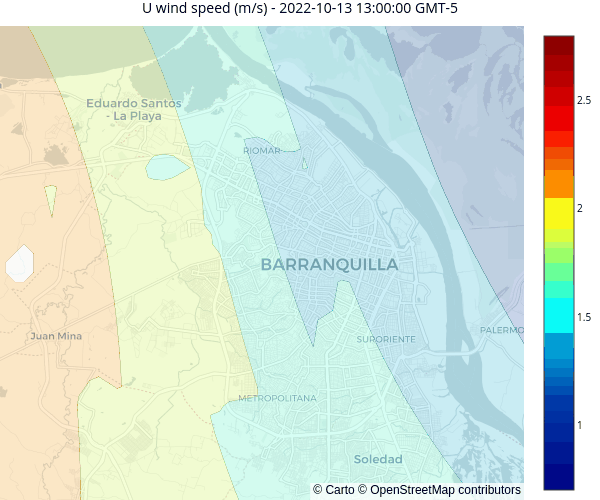 U wind speed (m/s) - 2022-10-13 13:00:00 GMT-5
Eduardo Santos
- La Playa
RIOMAR
BARRANQUILLA
Juan Mina
SURORIENTE
PALERMO
METROPOLITANA
Soledad
© Carto © OpenStreetMap contributors
2.5
2
1.5
1